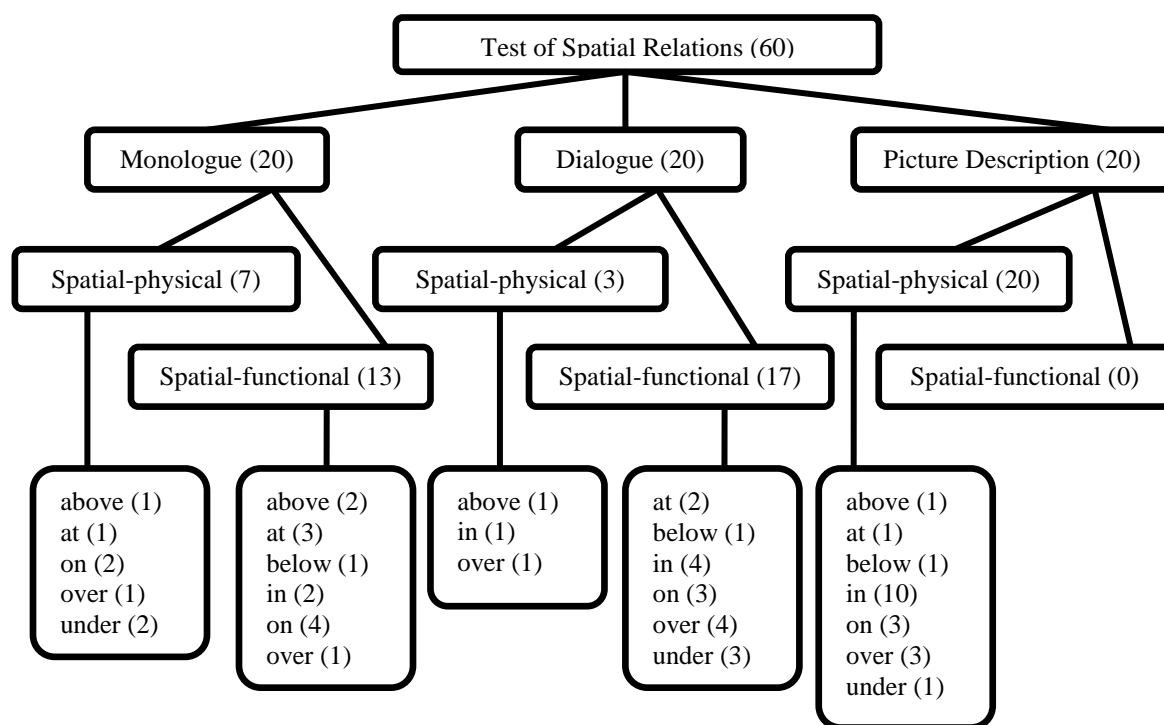 Test of Spatial Relations (60)
Monologue (20)
Dialogue (20)
Picture Description (20)
Spatial-physical (7)
Spatial-physical (3)
Spatial-physical (20)
Spatial-functional (13)
Spatial-functional (17)
Spatial-functional (0)
above (1)
at (1)
on (2)
over (1)
under (2)
above (2)
at (3)
below (1)
in (2)
on (4)
over (1)
above (1)
in (1)
over (1)
at (2)
below (1)
in (4)
on (3)
over (4)
under (3)
above (1)
at (1)
below (1)
in (10)
on (3)
over (3)
under (1)